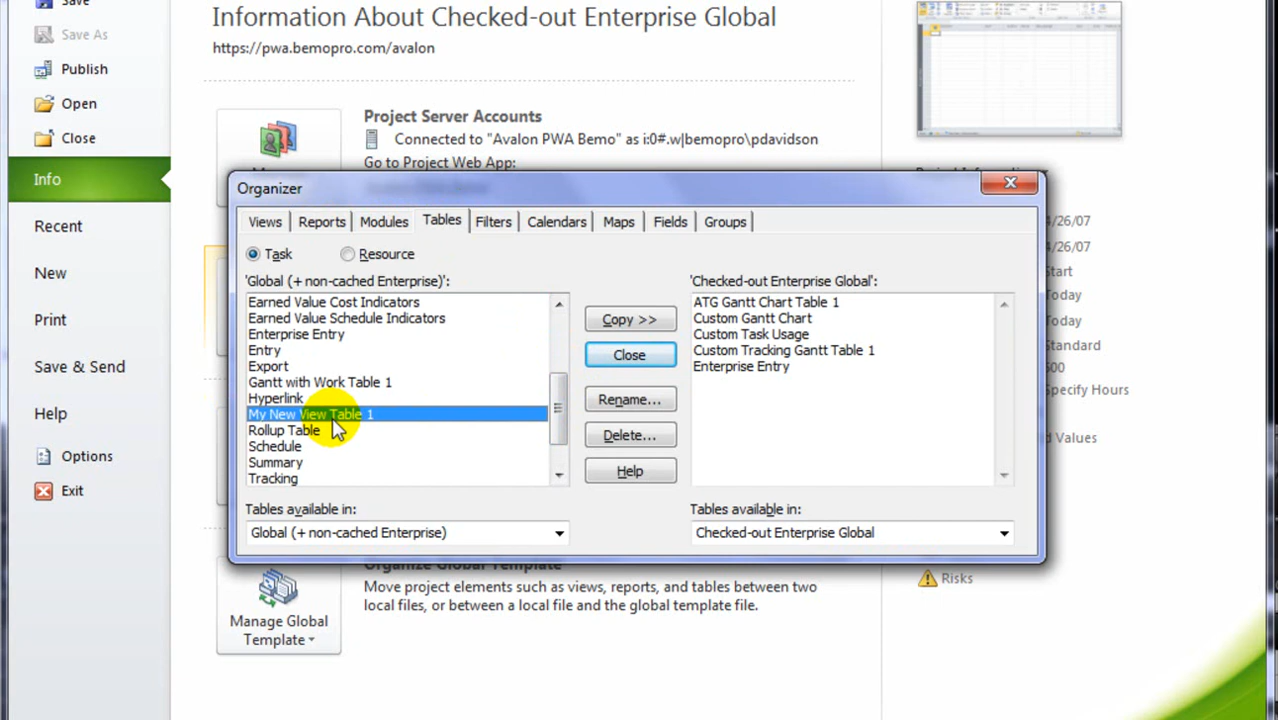 Save
Information About Checked-out Enterprise Global
Save As
https://pwa.bemopro.com/avalon
Publish
Open
Project Server Accounts
Close
Connected to "Avalon PWA Bemo" as i:0#.w|bemopro\pdavidson
Go to Project Web App:
Info
Organizer
Views Reports Modules Tables Filters Calendars Maps Fields Groups
Recent
4/26/07
4/26/07
Task Resource
New
Start
'Global (+ non-cached Enterprise)':
'Checked-out Enterprise Global':
Today
Earned Value Cost Indicators
Earned Value Schedule Indicators
Enterprise Entry
Entry
Export
Gantt with Work Table 1
Hyperlink
My New View Table 1
Rollup Table
Schedule
Summary
Tracking
Copy >>
Close
Rename...
Delete...
Help
ATG Gantt Chart Table 1
Custom Gantt Chart
Custom Task Usage
Custom Tracking Gantt Table 1
Enterprise Entry
Print
Today
Standard
Save & Send
Specify Hours
Help
d Values
Options
Exit
Tables available in:
Tables available in:
Global (+ non-cached Enterprise)
Checked-out Enterprise Global
Organize Global Template
Move project elements such as views, reports, and tables between two
local files, or between a local file and the global template file.
Risks
Manage Global
Template